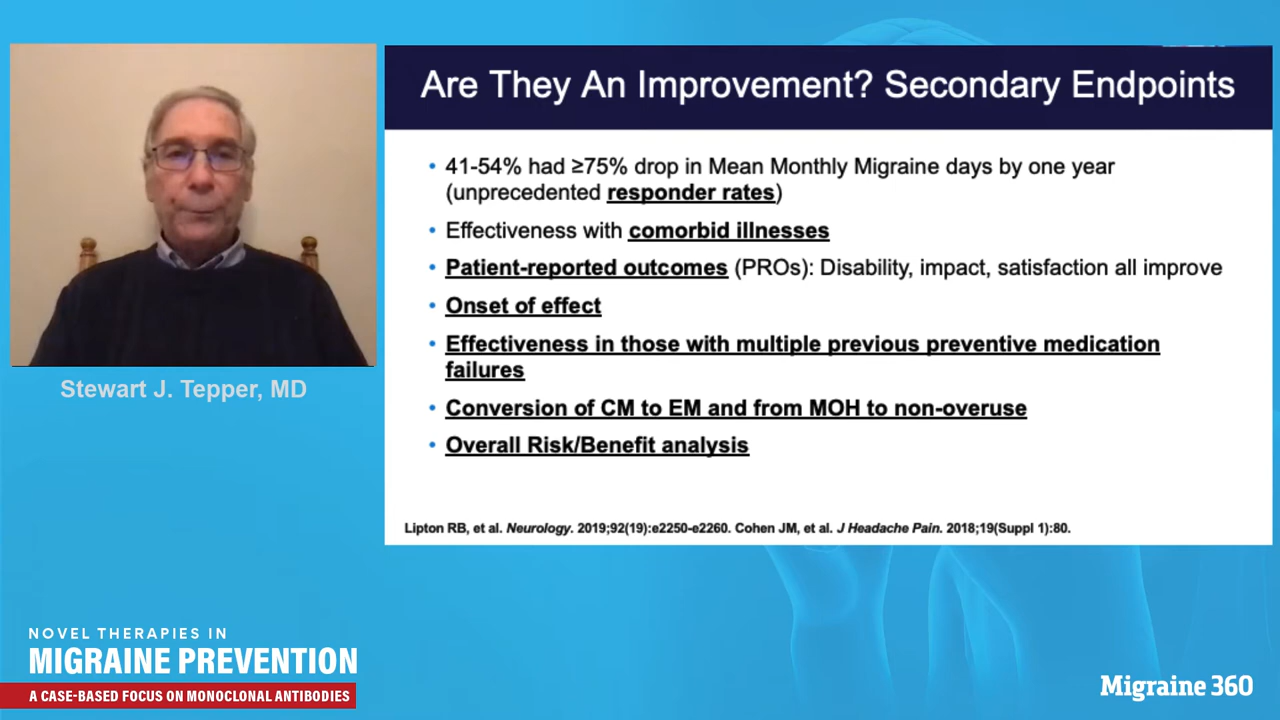 Are They An Improvement? Secondary Endpoints
• 41-54% had ≥75% drop in Mean Monthly Migraine days by one year
(unprecedented responder rates)
• Effectiveness with comorbid illnesses
• Patient-reported outcomes (PROs): Disability, impact, satisfaction all improve
• Onset of effect
• Effectiveness in those with multiple previous preventive medication
failures
• Conversion of CM to EM and from MOH to non-overuse
• Overall Risk/Benefit analysis
Lipton RB, et al. Neurology. 2019;92(19):e2250-e2260. Cohen JM, et al. J Headache Pain. 2018;19(Suppl 1):80.
Stewart J. Tepper, MD
NOVEL THERAPIES IN
MIGRAINE PREVENTION
A CASE-BASED FOCUS ON MONOCLONAL ANTIBODIES
Migraine 360